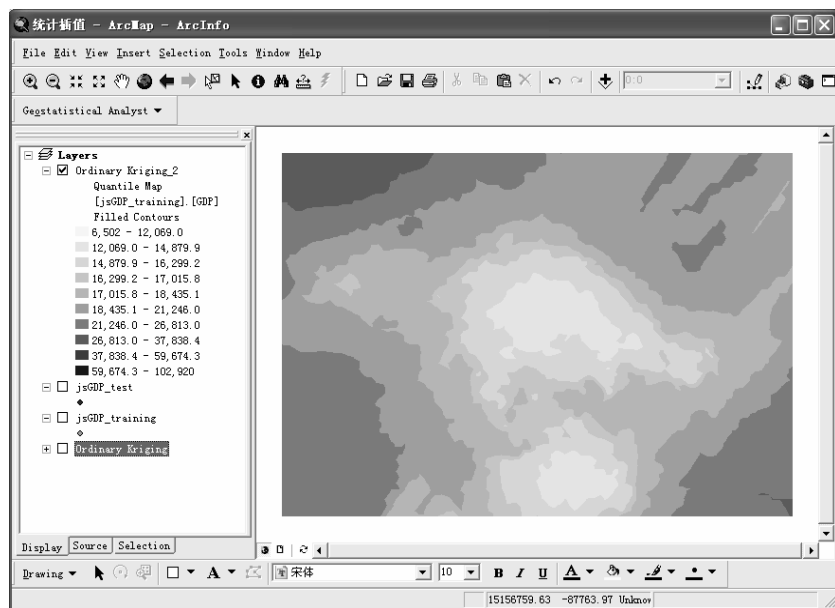 统计插值 - ArcMap - ArcInfo
File Edit View Insert Selection Tools Window Help
0:0
Geostatistical Analyst
Layers
Ordinary Kriging_2
Quantile Map
[jsGDP_training].[GDP]
Filled Contours
6,502 - 12,069.0
12,069.0 - 14,879.9
14,879.9 - 16,299.2
16,299.2 - 17,015.8
17,015.8 - 18,435.1
18,435.1 - 21,246.0
21,246.0 - 26,813.0
26,813.0 - 37,838.4
37,838.4 - 59,674.3
59,674.3 - 102,920
jsGDP_test
jsGDP_training
Ordinary Kriging
Display Source Selection
Drawing A 宋体 10 B I U A
15156759.63 -87763.97 Unknow